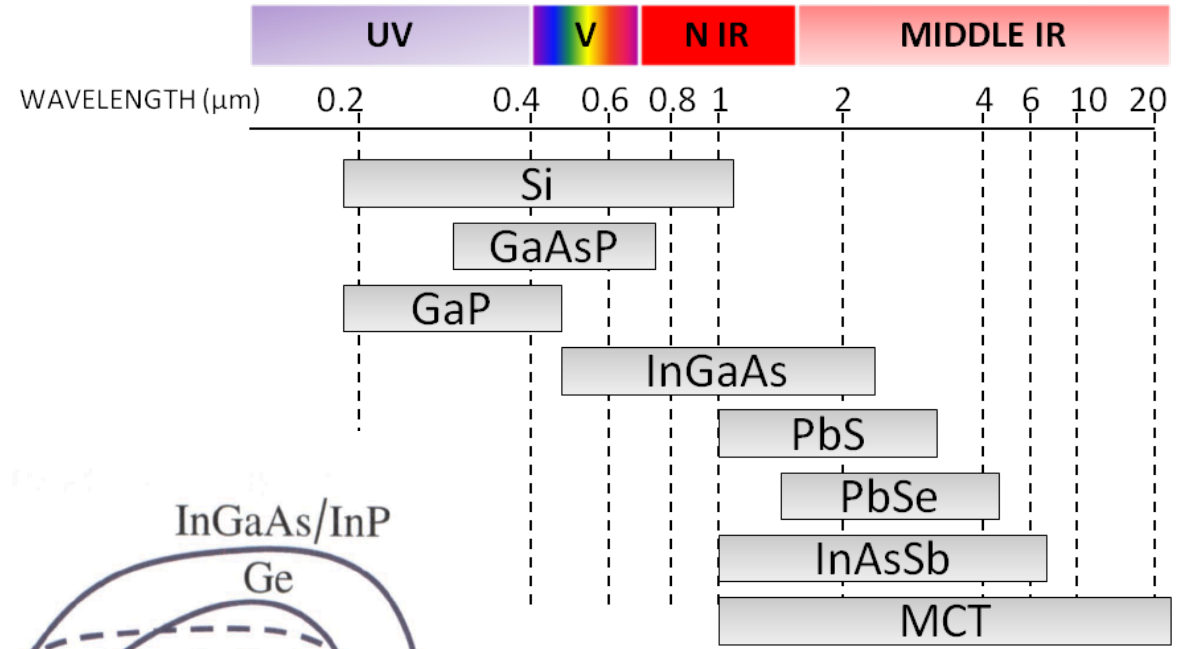 UV V N IR MIDDLE IR
WAVELENGTH (µm) 0.2 0.4 0.6 0.8 1 2 4 6 10 20
Si
GaAsP
GaP
InGaAs
PbS
PbSe
InAsSb
MCT
InGaAs/InP
Ge